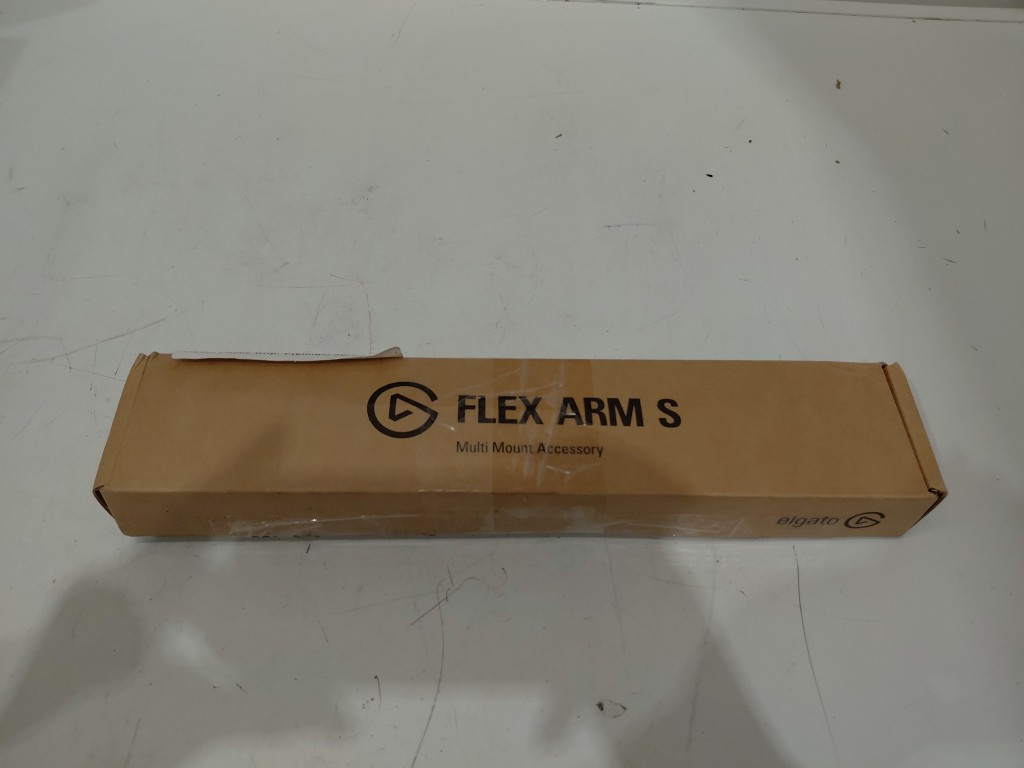 FLEX ARM S
Multi Mount Accessory
elgato